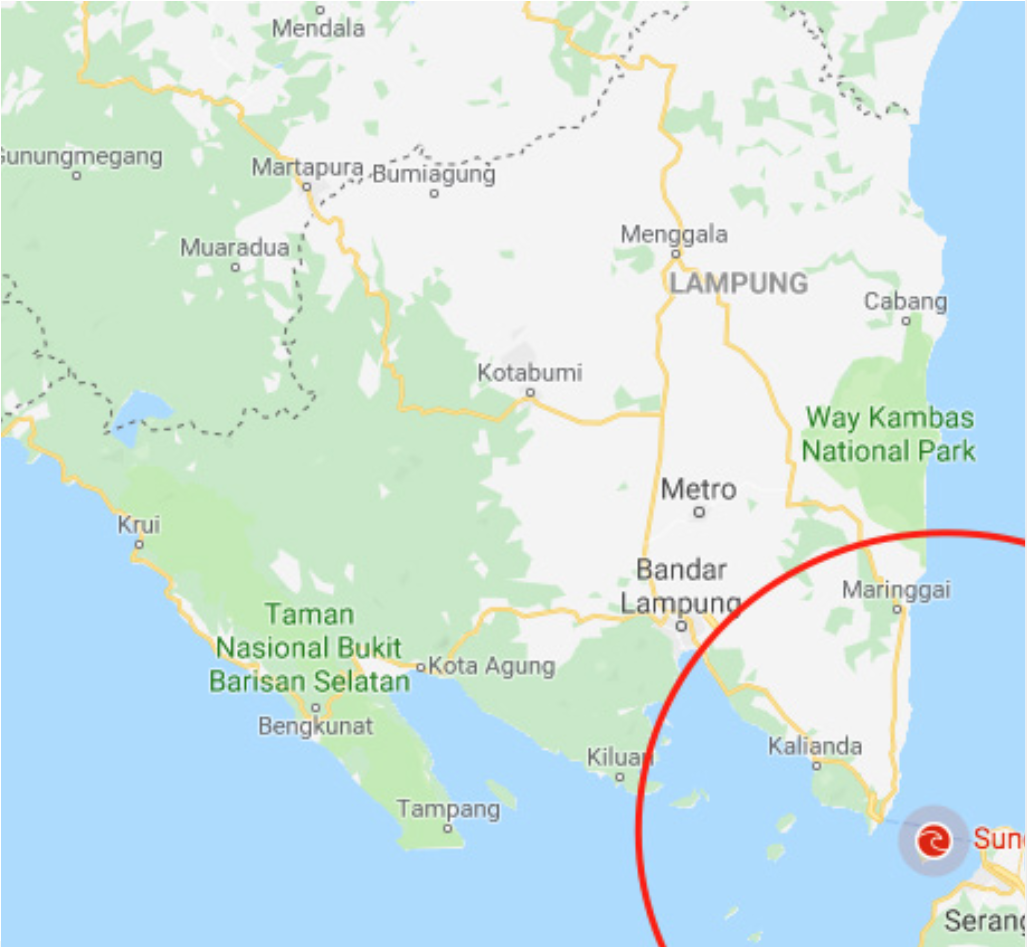 Mendala
Gunungmegang
Martapura
Bumiagung
Muaradua
Menggala
LAMPUNG
Cabang
Kotabumi
Way Kambas
National Park
Metro
Krui
Bandar
Lampung
Maringgai
Taman
Nasional Bukit
Barisan Selatan
Kota Agung
Bengkunat
Kalianda
Kiluan
Tampang
Sun
Serang